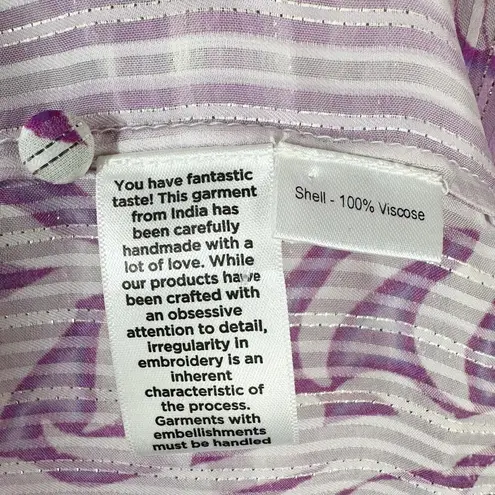 You have fantastic
taste! This garment
from India has
been carefully
handmade with a
lot of love. While
our products have
been crafted with
an obsessive
attention to detail,
irregularity in
embroidery is an
inherent
characteristic of
the process.
Garments with
embellishments
must be handled
Shell - 100% Viscose